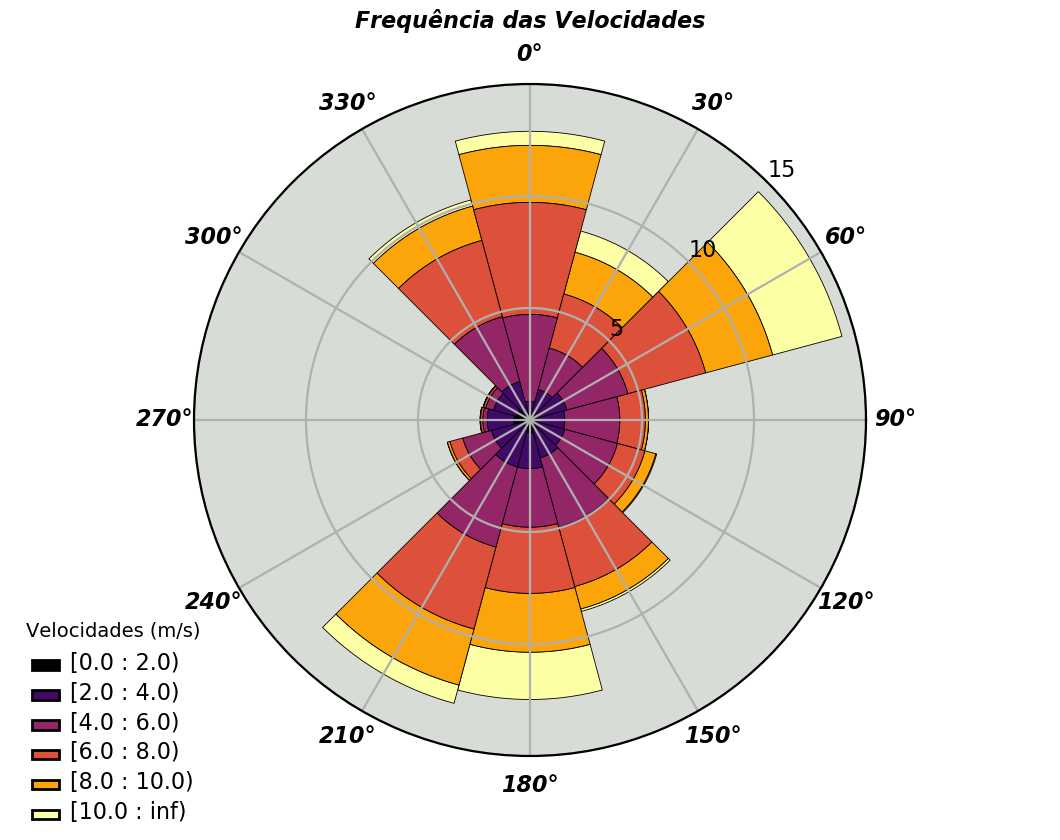 Frequência das Velocidades
0°
330°
30°
15
300°
60°
10
5
270°
90°
240°
120°
210°
150°
180°
Velocidades (m/s)
[0.0 : 2.0)
[2.0 : 4.0)
[4.0 : 6.0)
[6.0 : 8.0)
[8.0 : 10.0)
[10.0 : inf)